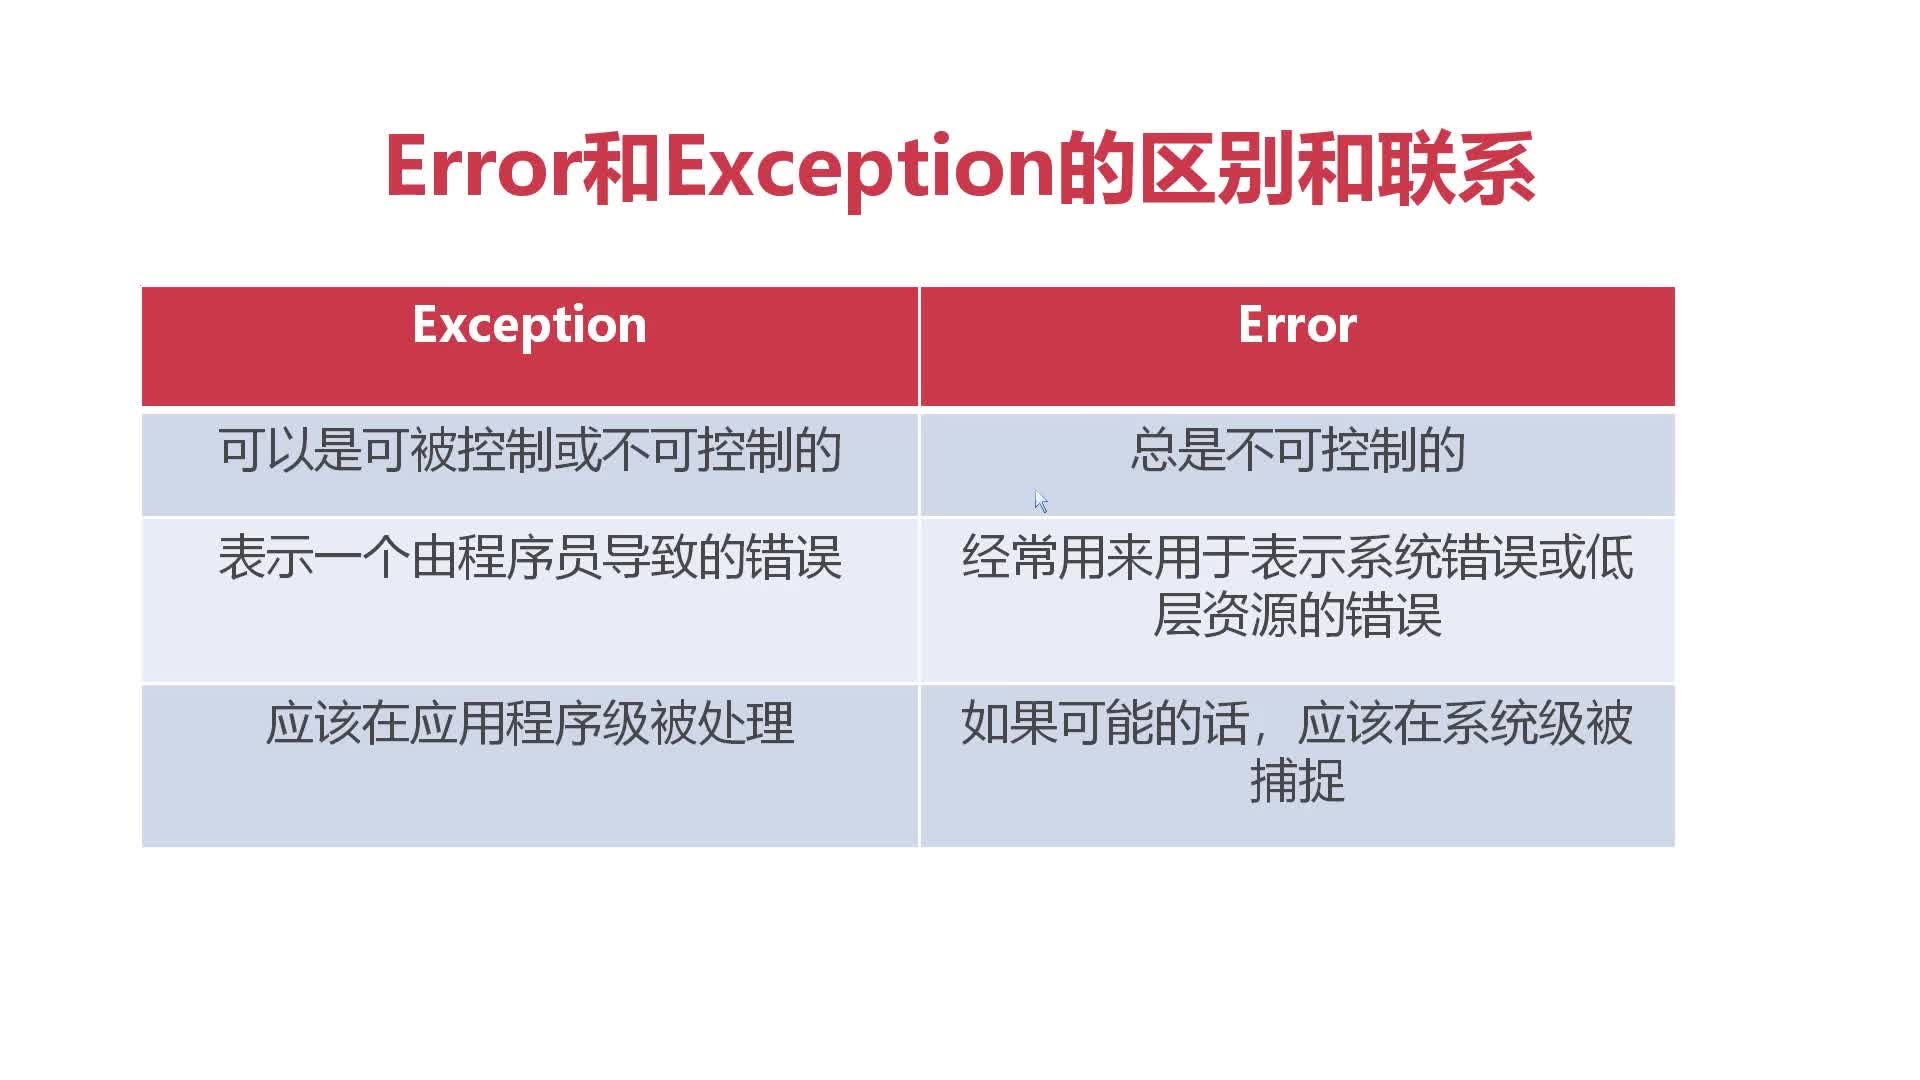 Error和Exception的区别和联系
Exception
Error
可以是可被控制或不可控制的
总是不可控制的
表示一个由程序员导致的错误
经常用来用于表示系统错误或低
层资源的错误
应该在应用程序级被处理
如果可能的话，应该在系统级被
捕捉